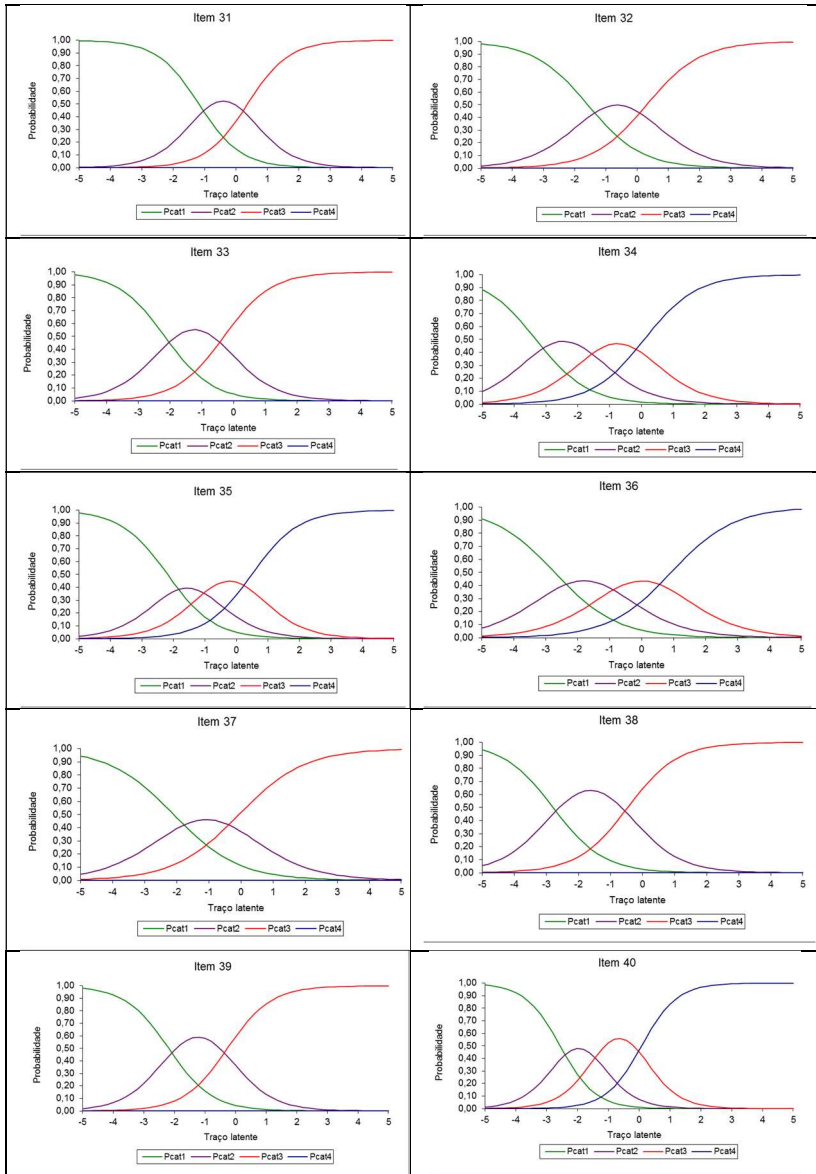 Item 31
Probabilidade
1,00
0,90
0,80
0,70
0,60
0,50
0,40
0,30
0,20
0,10
0,00
-5 -4 -3 -2 -1 0 1 2 3 4 5
Traço latente
Pcat1 Pcat2 Pcat3 Pcat4
Item 32
Probabilidade
1,00
0,90
0,80
0,70
0,60
0,50
0,40
0,30
0,20
0,10
0,00
-5 -4 -3 -2 -1 0 1 2 3 4 5
Traço latente
Pcat1 Pcat2 Pcat3 Pcat4
Item 33
Probabilidade
1,00
0,90
0,80
0,70
0,60
0,50
0,40
0,30
0,20
0,10
0,00
-5 -4 -3 -2 -1 0 1 2 3 4 5
Traço latente
Pcat1 Pcat2 Pcat3 Pcat4
Item 34
Probabilidade
1,00
0,90
0,80
0,70
0,60
0,50
0,40
0,30
0,20
0,10
0,00
-5 -4 -3 -2 -1 0 1 2 3 4 5
Traço latente
Pcat1 Pcat2 Pcat3 Pcat4
Item 35
Probabilidade
1,00
0,90
0,80
0,70
0,60
0,50
0,40
0,30
0,20
0,10
0,00
-5 -4 -3 -2 -1 0 1 2 3 4 5
Traço latente
Pcat1 Pcat2 Pcat3 Pcat4
Item 36
Probabilidade
1,00
0,90
0,80
0,70
0,60
0,50
0,40
0,30
0,20
0,10
0,00
-5 -4 -3 -2 -1 0 1 2 3 4 5
Traço latente
Pcat1 Pcat2 Pcat3 Pcat4
Item 37
Probabilidade
1,00
0,90
0,80
0,70
0,60
0,50
0,40
0,30
0,20
0,10
0,00
-5 -4 -3 -2 -1 0 1 2 3 4 5
Traço latente
Pcat1 Pcat2 Pcat3 Pcat4
Item 38
Probabilidade
1,00
0,90
0,80
0,70
0,60
0,50
0,40
0,30
0,20
0,10
0,00
-5 -4 -3 -2 -1 0 1 2 3 4 5
Traço latente
Pcat1 Pcat2 Pcat3 Pcat4
Item 39
Probabilidade
1,00
0,90
0,80
0,70
0,60
0,50
0,40
0,30
0,20
0,10
0,00
-5 -4 -3 -2 -1 0 1 2 3 4 5
Traço latente
Pcat1 Pcat2 Pcat3 Pcat4
Item 40
Probabilidade
1,00
0,90
0,80
0,70
0,60
0,50
0,40
0,30
0,20
0,10
0,00
-5 -4 -3 -2 -1 0 1 2 3 4 5
Traço latente
Pcat1 Pcat2 Pcat3 Pcat4